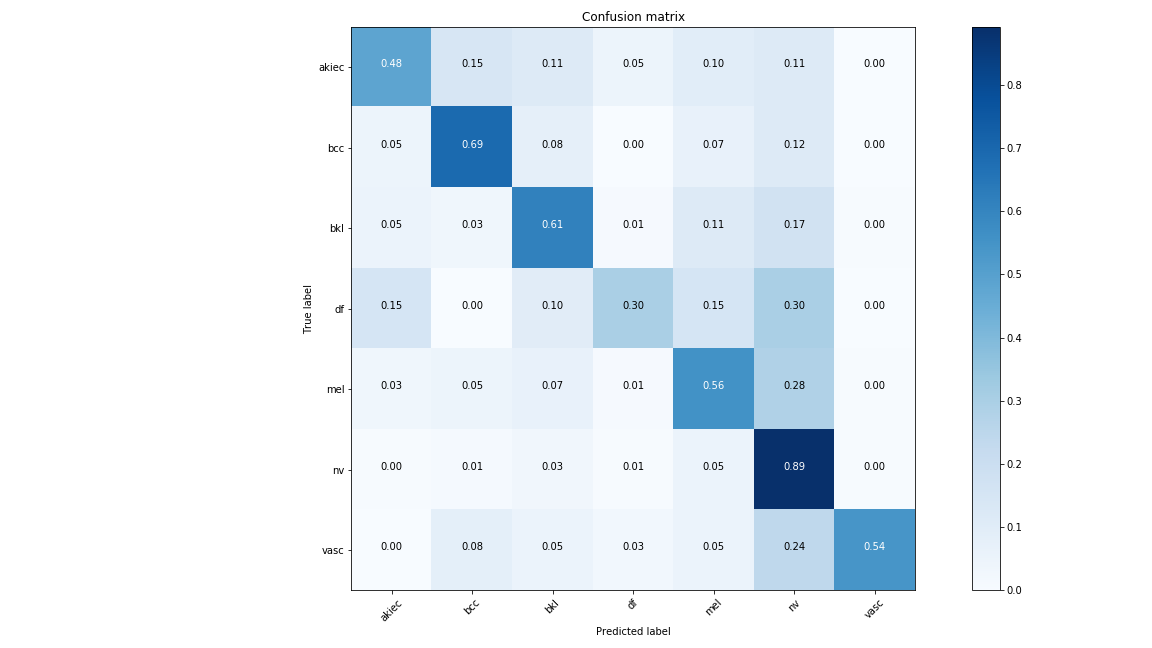 Confusion matrix
akiec 0.48 0.15 0.11 0.05 0.10 0.11 0.00
bcc 0.05 0.69 0.08 0.00 0.07 0.12 0.00
bkl 0.05 0.03 0.61 0.01 0.11 0.17 0.00
df 0.15 0.00 0.10 0.30 0.15 0.30 0.00
mel 0.03 0.05 0.07 0.01 0.56 0.28 0.00
nv 0.00 0.01 0.03 0.01 0.05 0.89 0.00
vasc 0.00 0.08 0.05 0.03 0.05 0.24 0.54
akiec bcc bkl df mel nv vasc
True label
Predicted label
0.8
0.7
0.6
0.5
0.4
0.3
0.2
0.1
0.0